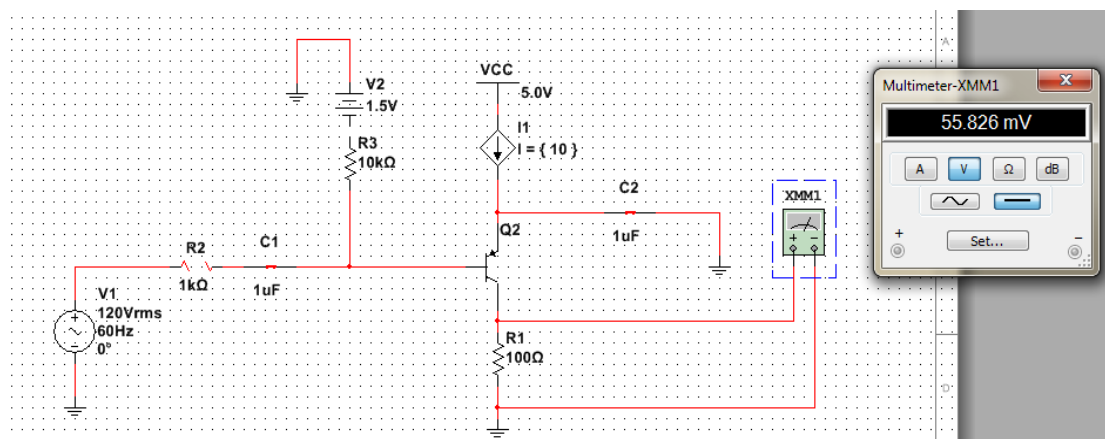 A
V2
1.5V
R3
10kΩ
VCC
5.0V
I1
I = { 10 }
C2
1uF
Q2
XMM1
+ -
R2
1kΩ
C1
1uF
V1
120Vrms
60Hz
0°
R1
100Ω
D
Multimeter-XMM1
x
55.826 mV
A V Ω dB
+ Set... -